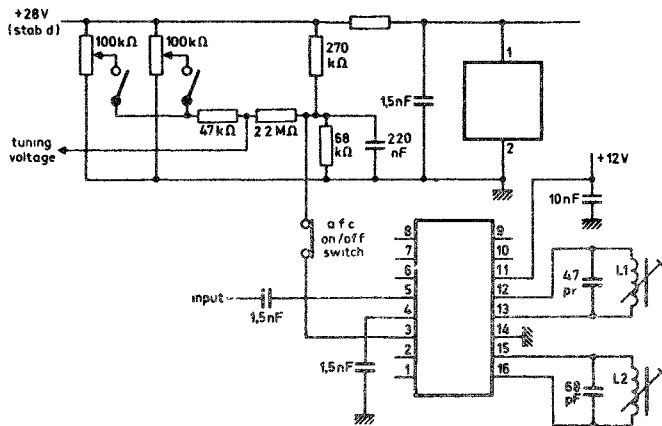 +28V
(stab d)
100kΩ
100kΩ
270
kΩ
1,5nF
1
2
47kΩ
2 2 MΩ
68
kΩ
220
nF
tuning
voltage
+12V
10nF
a f c
on/off
switch
8
7
6
5
4
3
2
1
9
10
11
12
13
14
15
16
input
1,5nF
1,5nF
47
L1
68
pF
L2